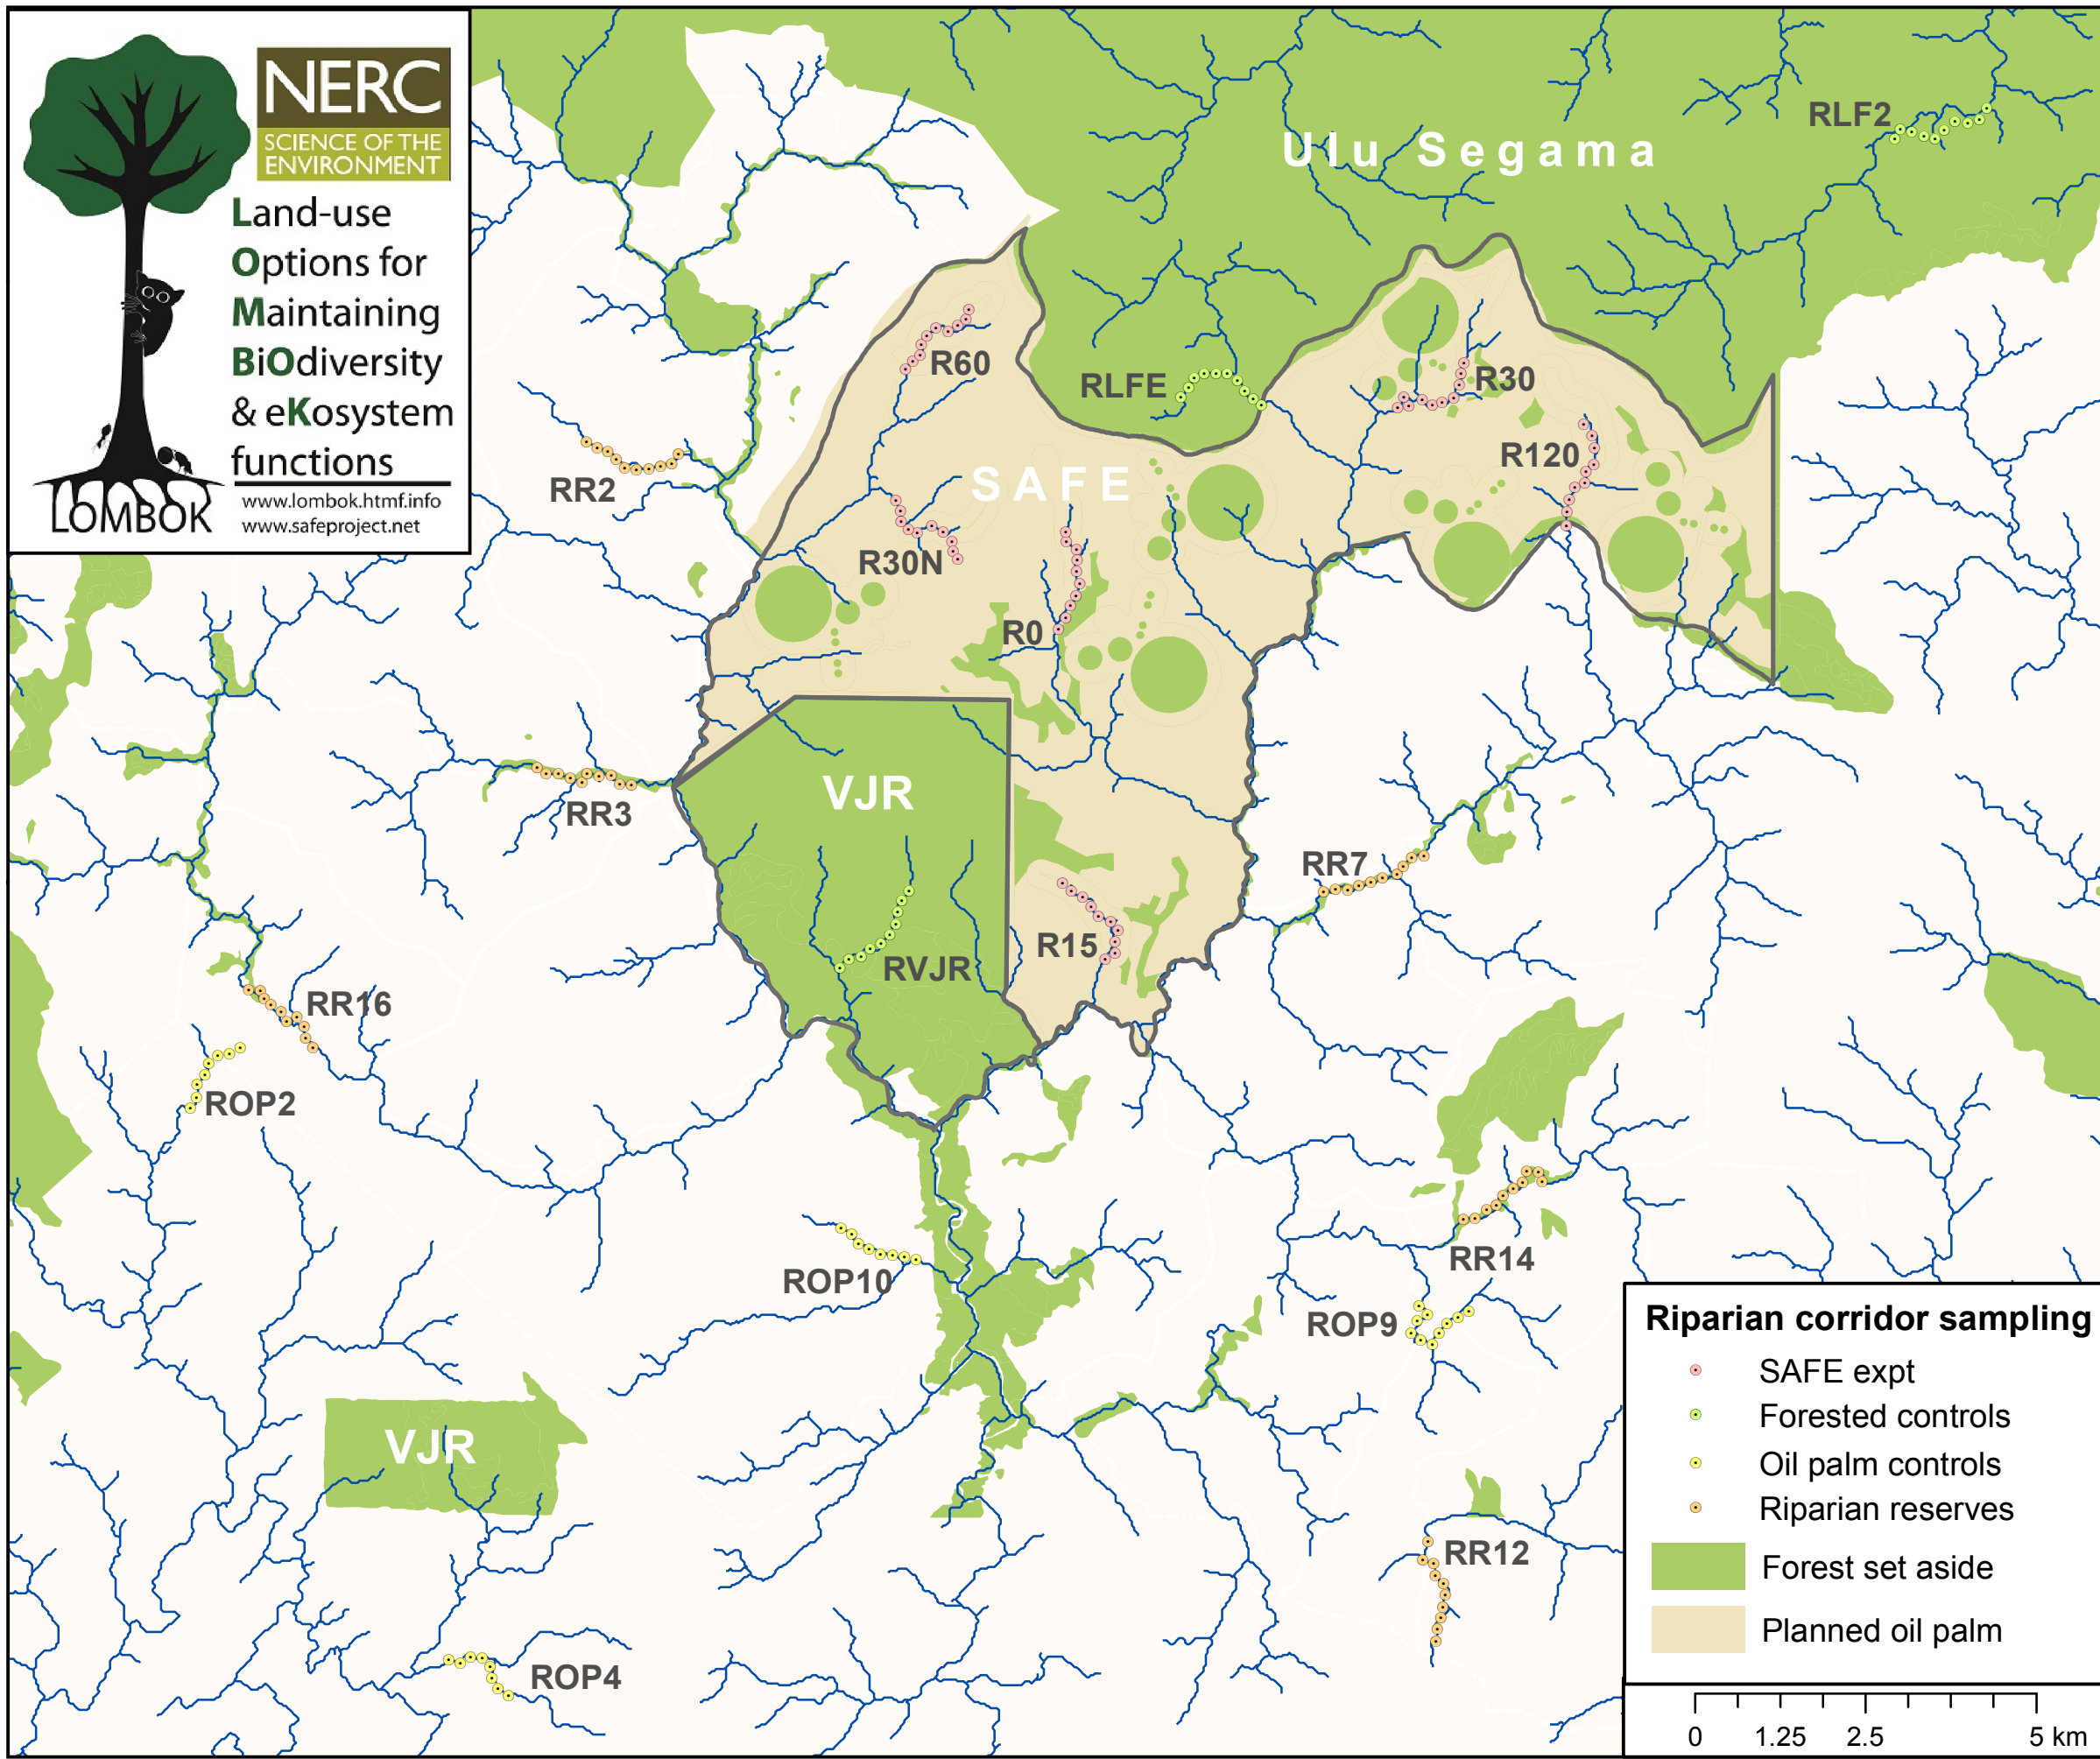 NERC
SCIENCE OF THE
ENVIRONMENT
Land-use
Options for
Maintaining
BiOdiversity
& eKosystem
functions
www.lombok.htmf.info
www.safeproject.net
LOMBOK
Ulu Segama
RLF2
R60
RLFE
R30
R120
SAFE
RR2
R30N
R0
VJR
RR3
RR7
R15
RVJR
RR16
ROP2
ROP10
RR14
ROP9
VJR
RR12
ROP4
Riparian corridor sampling
SAFE expt
Forested controls
Oil palm controls
Riparian reserves
Forest set aside
Planned oil palm
0 1.25 2.5 5 km